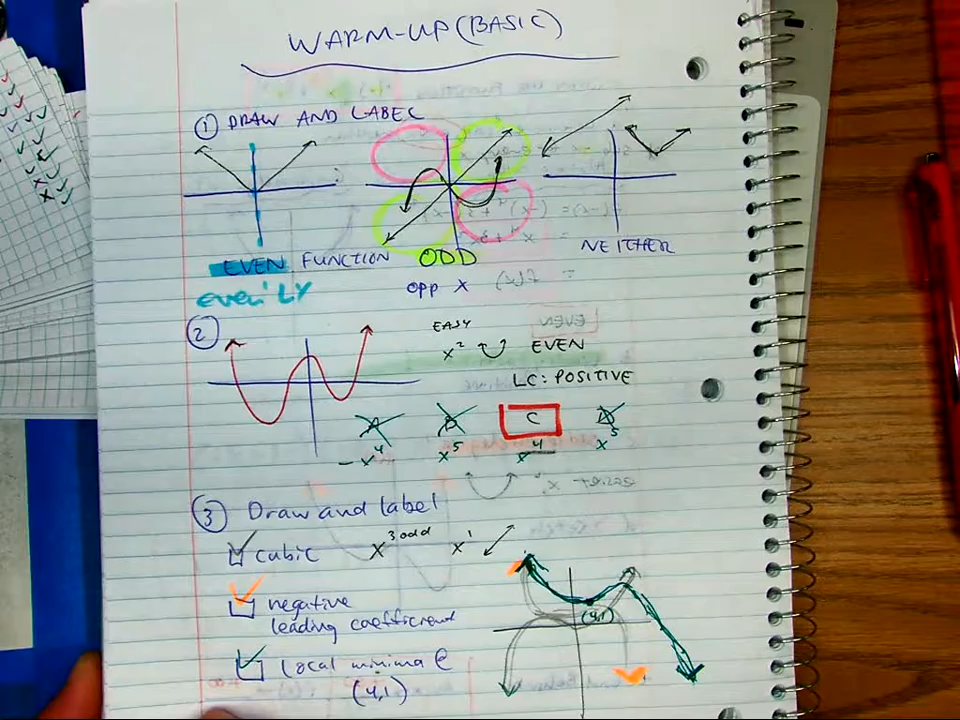 WARM-UP (BASIC)
① DRAW AND LABEL
EVEN FUNCTION
ODD
NEITHER
opp x
②
EASY
x² EVEN
LC: POSITIVE
A B C D
-x⁴ x⁵ x⁴ x⁵
③ Draw and label
cubic x³ odd x¹
negative
leading coefficient
(4,1)
local minima @
(4,1)
EVEN